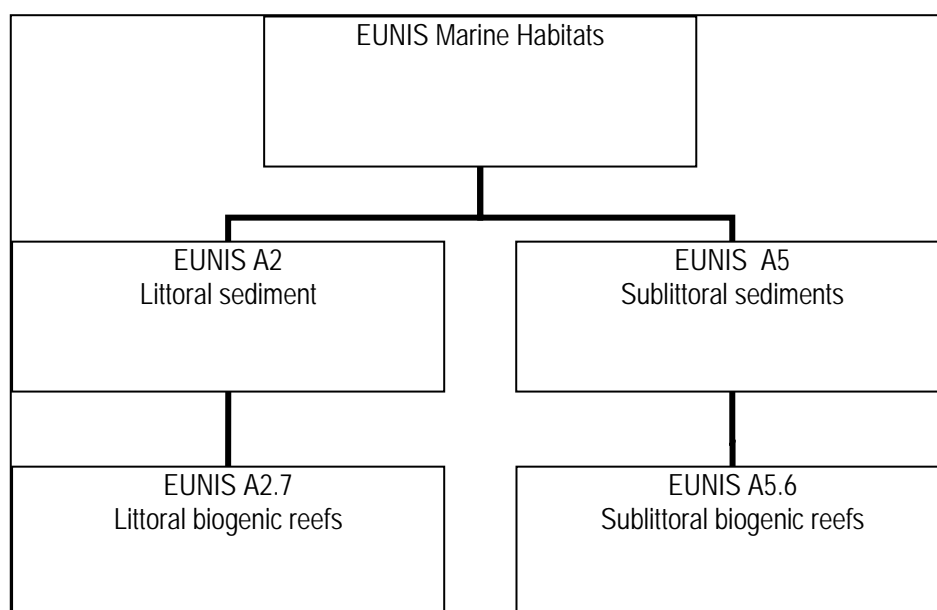 EUNIS Marine Habitats
EUNIS A2
Littoral sediment
EUNIS A5
Sublittoral sediments
EUNIS A2.7
Littoral biogenic reefs
EUNIS A5.6
Sublittoral biogenic reefs